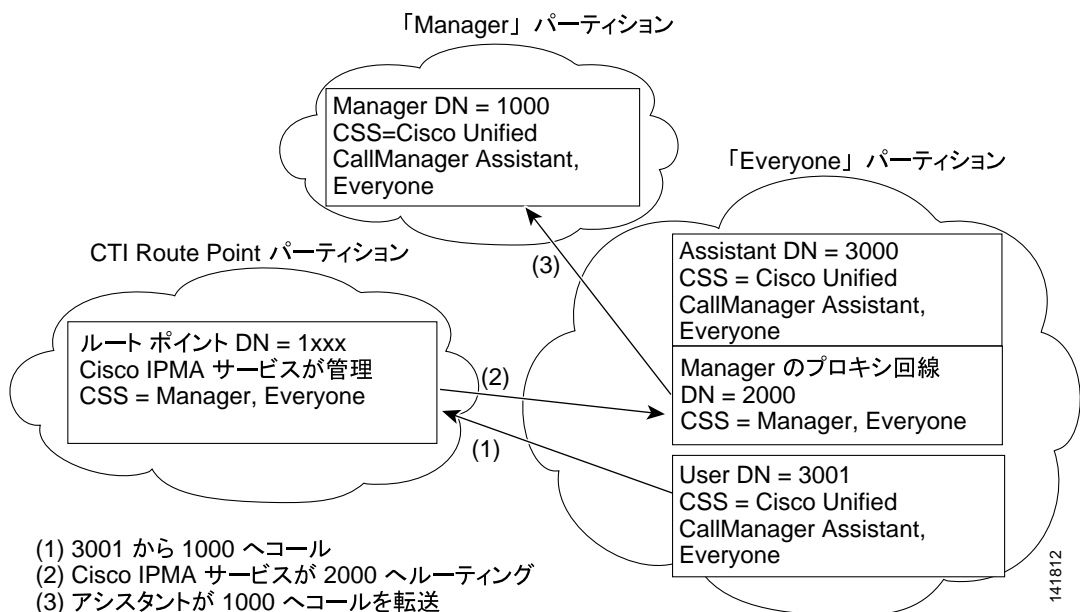 「Manager」 パーティション
Manager DN = 1000
CSS=Cisco Unified
CallManager Assistant,
Everyone
「Everyone」 パーティション
CTI Route Point パーティション
(3)
Assistant DN = 3000
CSS = Cisco Unified
CallManager Assistant,
Everyone
ルート ポイント DN = 1xxx
Cisco IPMA サービスが管理
CSS = Manager, Everyone
(2)
Manager のプロキシ回線
DN = 2000
CSS = Manager, Everyone
(1)
User DN = 3001
CSS = Cisco Unified
CallManager Assistant,
Everyone
(1) 3001 から 1000 へコール
(2) Cisco IPMA サービスが 2000 へルーティング
(3) アシスタントが 1000 へコールを転送
141812